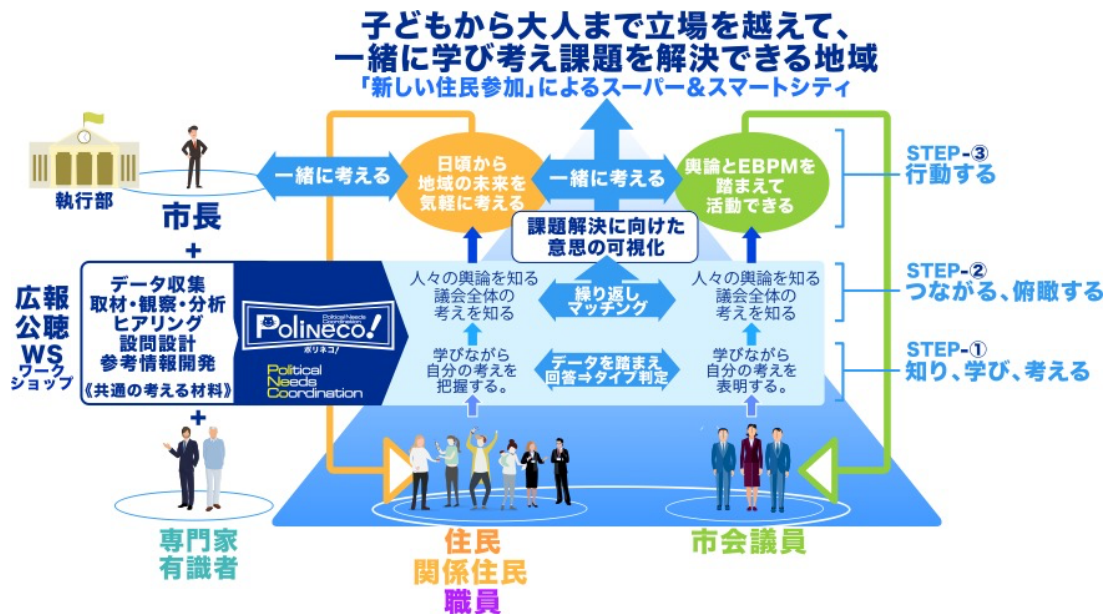 子どもから大人まで立場を越えて、
一緒に学び考え課題を解決できる地域
「新しい住民参加」によるスーパー&スマートシティ
執行部
市長
+
一緒に考える
日頃から
地域の未来を
気軽に考える
一緒に考える
輿論とEBPMを
踏まえて
活動できる
STEP-③
行動する
課題解決に向けた
意思の可視化
広報
公聴
WS
ワーク
ショップ
データ収集
取材・観察・分析
ヒアリング
設問設計
参考情報開発
《共通の考える材料》
Political Needs
Coordination
PoliNeco!
ポリネコ!
Political
Needs
Coordination
人々の輿論を知る
議会全体の
考えを知る
繰り返し
マッチング
人々の輿論を知る
議会全体の
考えを知る
STEP-②
つながる、俯瞰する
学びながら
自分の考えを
把握する。
データを踏まえ
回答⇒タイプ判定
学びながら
自分の考えを
表明する。
STEP-①
知り、学び、考える
+
専門家
有識者
住民
関係住民
職員
市会議員